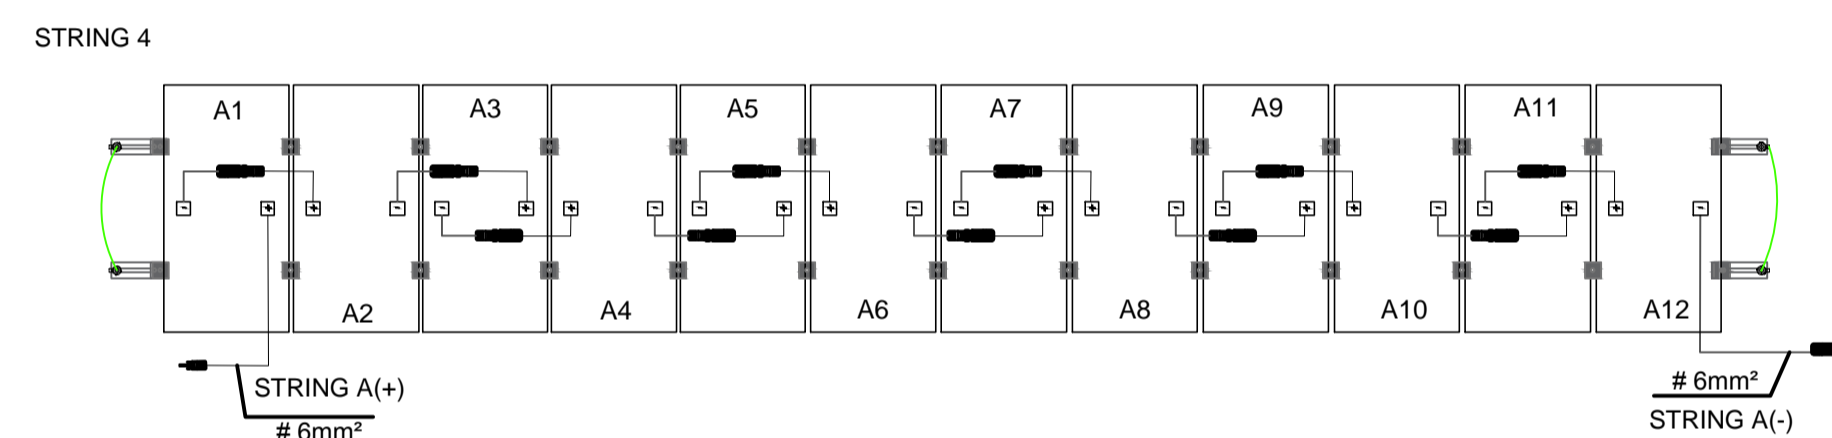 STRING 4
A1
A3
A5
A7
A9
A11
- + + - - + + - - + + - - + + - - + + - - + + -
A2
A4
A6
A8
A10
A12
STRING A(+)
# 6mm²
# 6mm²
STRING A(-)